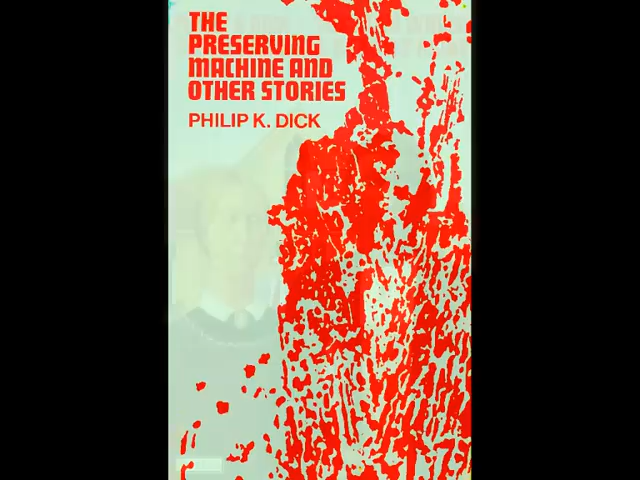 THE
PRESERVING
MACHINE AND
OTHER STORIES
PHILIP K. DICK